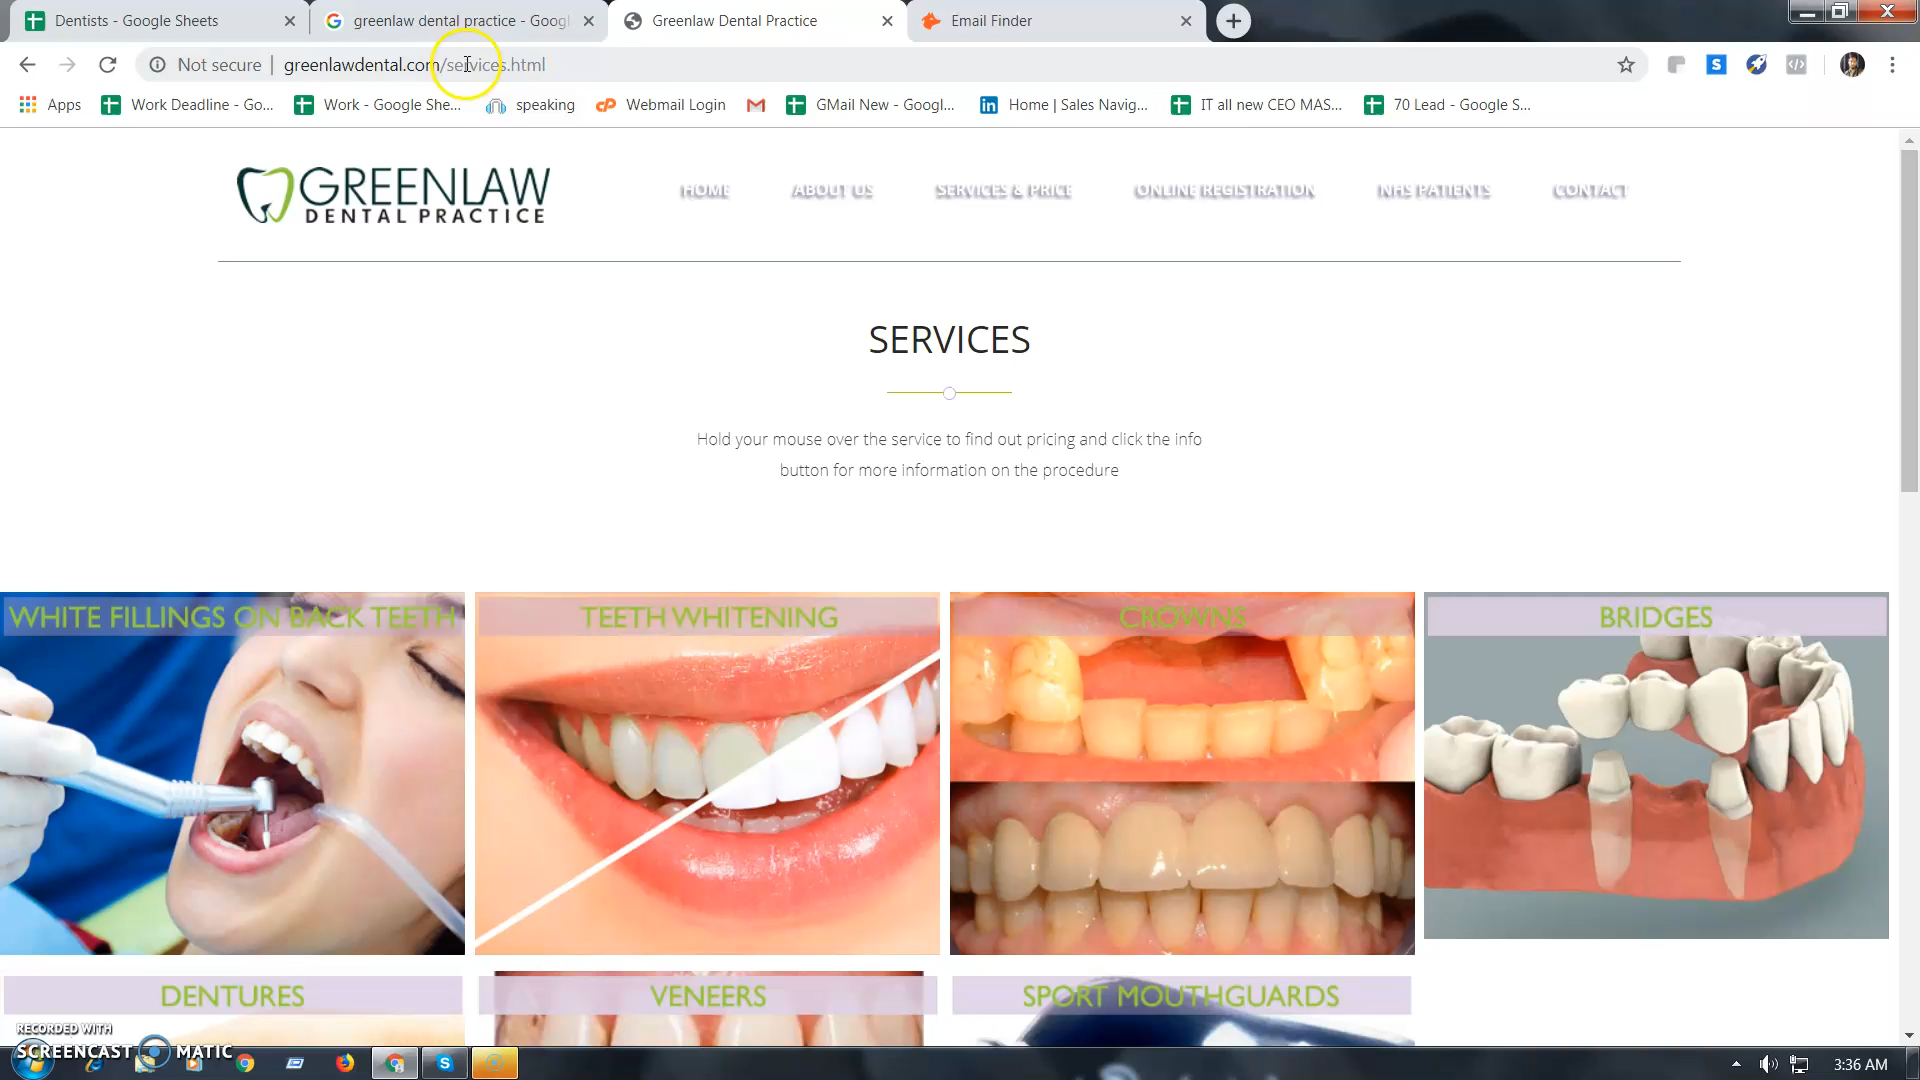 Dentists - Google Sheets
greenlaw dental practice - Googl
Greenlaw Dental Practice
Email Finder
Not secure
greenlawdental.com/services.html
Apps
Work Deadline - Go...
Work - Google She...
speaking
Webmail Login
GMail New - Googl...
Home | Sales Navig...
IT all new CEO MAS...
70 Lead - Google S...
GREENLAW
DENTAL PRACTICE
HOME
ABOUT US
SERVICES & PRICE
ONLINE REGISTRATION
NHS PATIENTS
CONTACT
SERVICES
Hold your mouse over the service to find out pricing and click the info
button for more information on the procedure
WHITE FILLINGS ON BACK TEETH
TEETH WHITENING
CROWNS
BRIDGES
DENTURES
VENEERS
SPORT MOUTHGUARDS
RECORDED WITH
SCREENCAST MATIC
3:36 AM